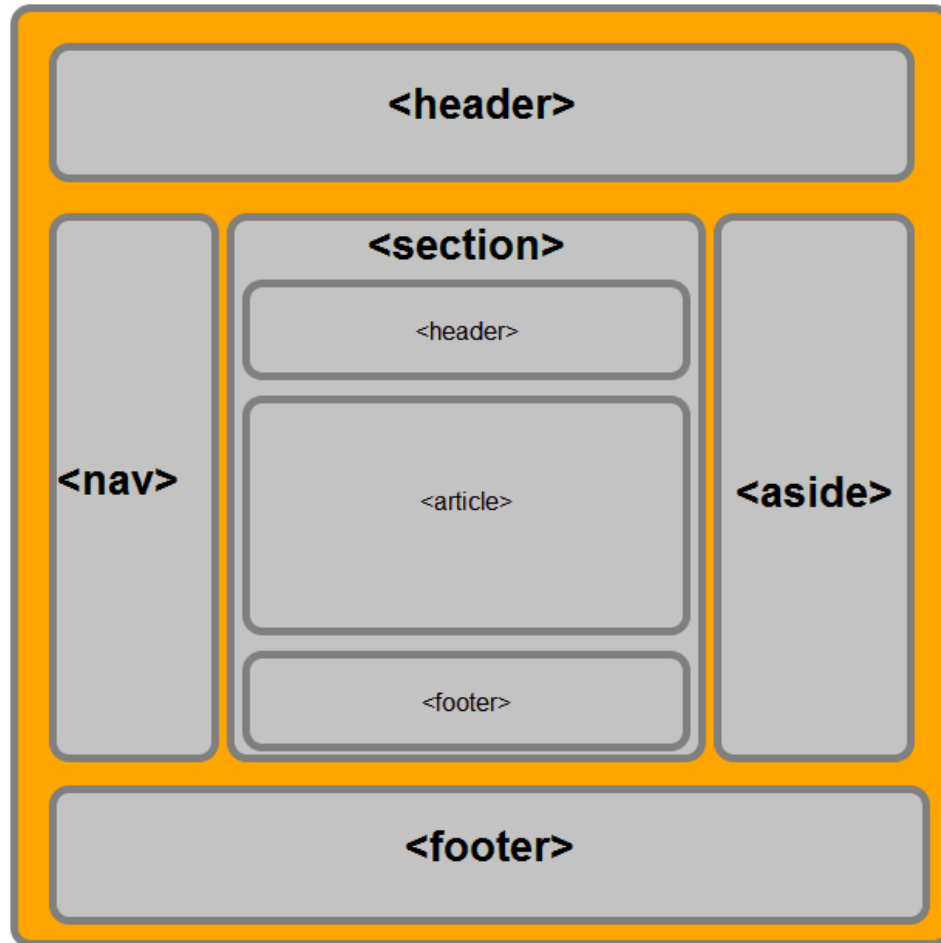 <header>
<section>
<header>
<nav>
<article>
<aside>
<footer>
<footer>